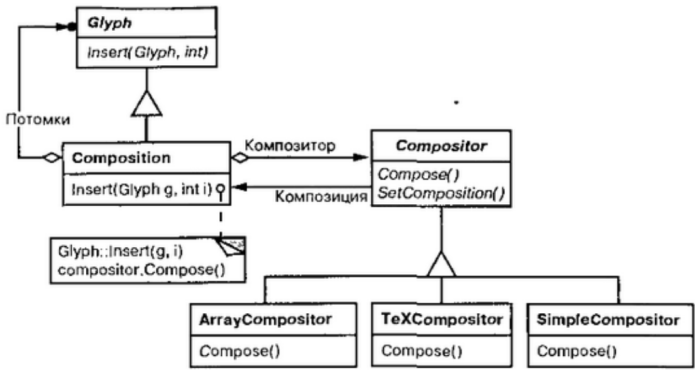 Glyph
Insert(Glyph, int)
Потомки
Composition
Insert(Glyph g, int i)
Композитор
Композиция
Compositor
Compose()
SetComposition()
Glyph::Insert(g, i)
compositor.Compose()
ArrayCompositor
Compose()
TeXCompositor
Compose()
SimpleCompositor
Compose()